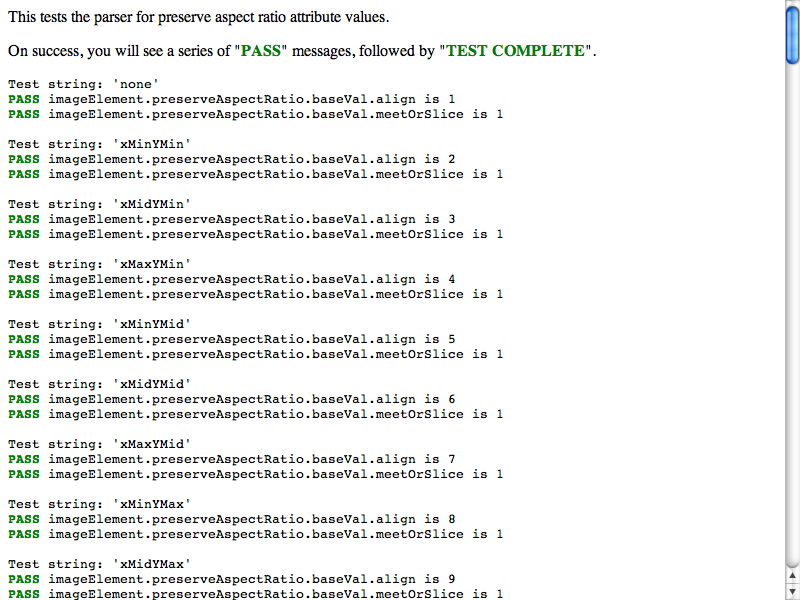 This tests the parser for preserve aspect ratio attribute values.
On success, you will see a series of "PASS" messages, followed by "TEST COMPLETE".
Test string: 'none'
PASS imageElement.preserveAspectRatio.baseVal.align is 1
PASS imageElement.preserveAspectRatio.baseVal.meetOrSlice is 1
Test string: 'xMinYMin'
PASS imageElement.preserveAspectRatio.baseVal.align is 2
PASS imageElement.preserveAspectRatio.baseVal.meetOrSlice is 1
Test string: 'xMidYMin'
PASS imageElement.preserveAspectRatio.baseVal.align is 3
PASS imageElement.preserveAspectRatio.baseVal.meetOrSlice is 1
Test string: 'xMaxYMin'
PASS imageElement.preserveAspectRatio.baseVal.align is 4
PASS imageElement.preserveAspectRatio.baseVal.meetOrSlice is 1
Test string: 'xMinYMid'
PASS imageElement.preserveAspectRatio.baseVal.align is 5
PASS imageElement.preserveAspectRatio.baseVal.meetOrSlice is 1
Test string: 'xMidYMid'
PASS imageElement.preserveAspectRatio.baseVal.align is 6
PASS imageElement.preserveAspectRatio.baseVal.meetOrSlice is 1
Test string: 'xMaxYMid'
PASS imageElement.preserveAspectRatio.baseVal.align is 7
PASS imageElement.preserveAspectRatio.baseVal.meetOrSlice is 1
Test string: 'xMinYMax'
PASS imageElement.preserveAspectRatio.baseVal.align is 8
PASS imageElement.preserveAspectRatio.baseVal.meetOrSlice is 1
Test string: 'xMidYMax'
PASS imageElement.preserveAspectRatio.baseVal.align is 9
PASS imageElement.preserveAspectRatio.baseVal.meetOrSlice is 1